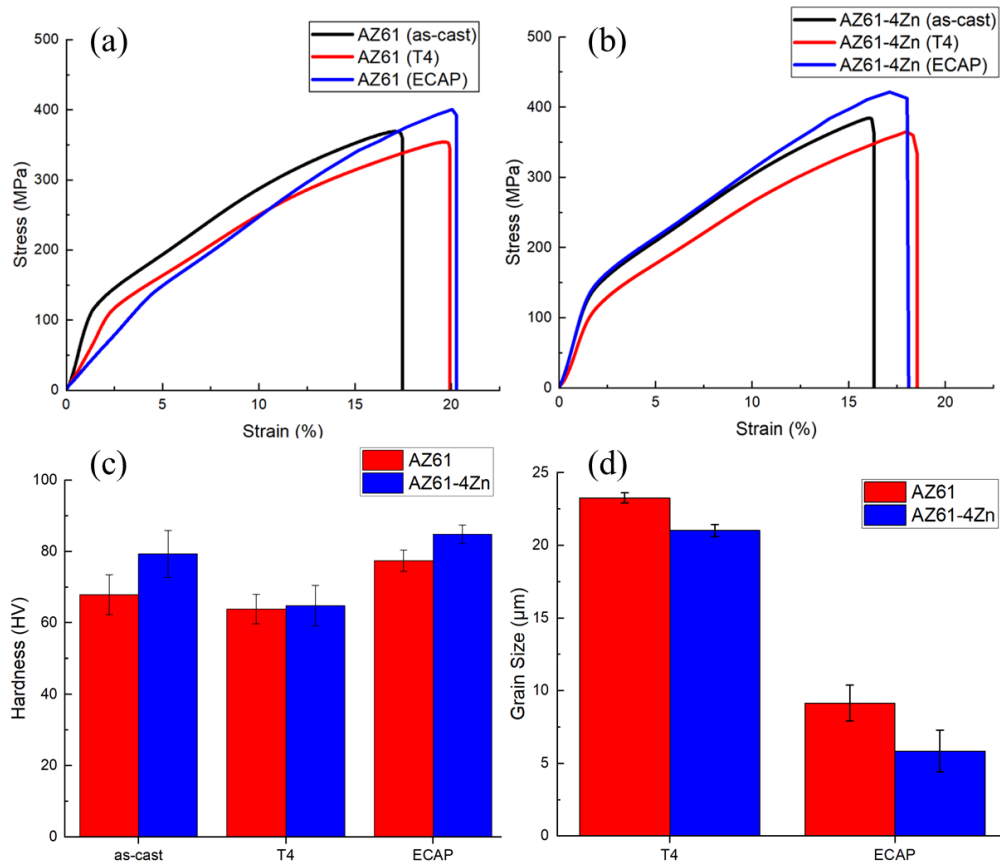 (a)
AZ61 (as-cast)
AZ61 (T4)
AZ61 (ECAP)
500
400
300
200
100
0
Stress (MPa)
0 5 10 15 20
Strain (%)
(b)
AZ61-4Zn (as-cast)
AZ61-4Zn (T4)
AZ61-4Zn (ECAP)
500
400
300
200
100
0
Stress (MPa)
0 5 10 15 20
Strain (%)
(c)
AZ61
AZ61-4Zn
100
80
60
40
20
0
Hardness (HV)
as-cast T4 ECAP
(d)
AZ61
AZ61-4Zn
25
20
15
10
5
0
Grain Size (μm)
T4 ECAP